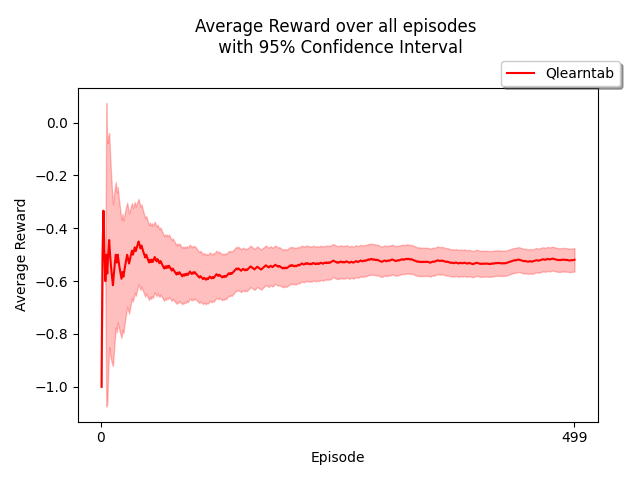 Average Reward over all episodes
with 95% Confidence Interval
Qlearntab
Average Reward
0.0
−0.2
−0.4
−0.6
−0.8
−1.0
0
499
Episode